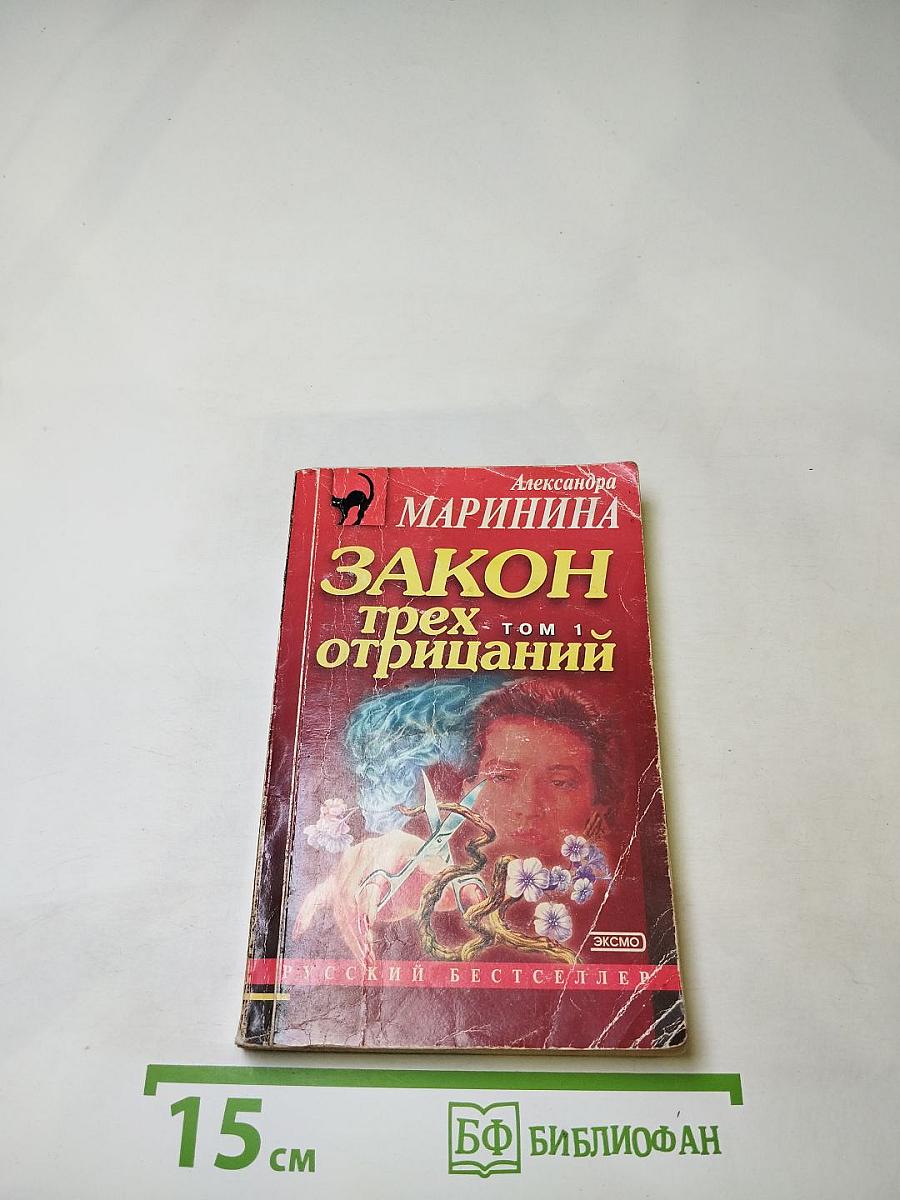 Александра
МАРИНИНА
ЗАКОН
трех ТОМ 1
отрицаний
ЭКСМО
РУССКИЙ БЕСТСЕЛЛЕР
15 см
БФ БИБЛИОФАН